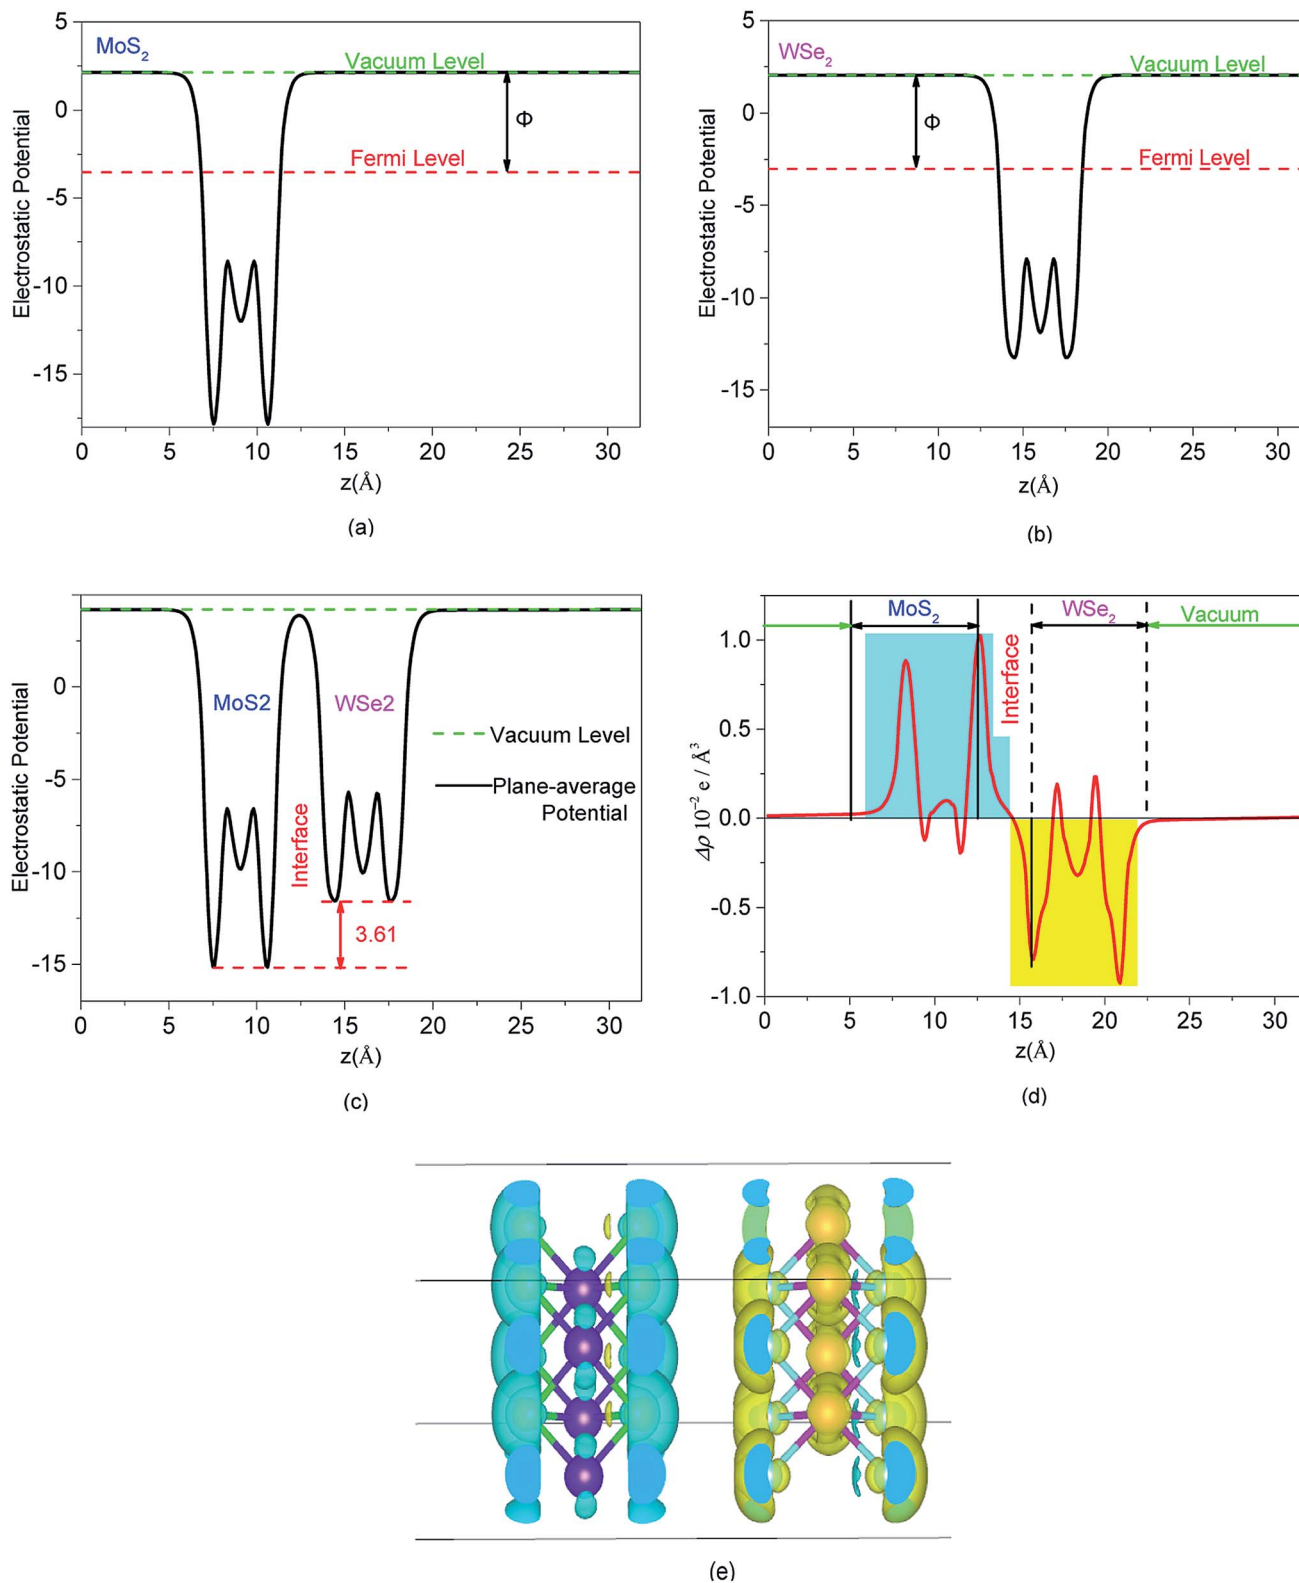 5
0
-5
-10
-15
MoS2
Vacuum Level
Φ
Fermi Level
Electrostatic Potential
0 5 10 15 20 25 30
z(Å)
(a)
5
0
-5
-10
-15
WSe2
Vacuum Level
Φ
Fermi Level
Electrostatic Potential
0 5 10 15 20 25 30
z(Å)
(b)
0
-5
-10
-15
MoS2 WSe2
Vacuum Level
Plane-average
Potential
Interface
3.61
Electrostatic Potential
0 5 10 15 20 25 30
z(Å)
(c)
1.0
0.5
0.0
-0.5
-1.0
MoS2
WSe2
Vacuum
Interface
Δρ 10⁻² e / Å³
0 5 10 15 20 25 30
z(Å)
(d)
(e)